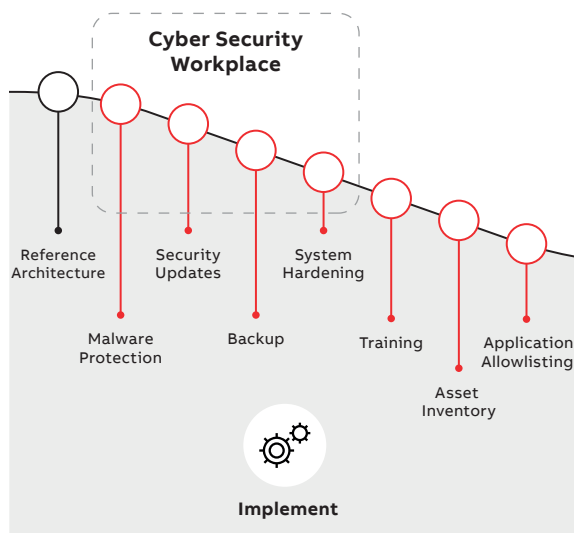 Cyber Security
Workplace
Reference
Architecture
Security
Updates
System
Hardening
Malware
Protection
Backup
Training
Application
Allowlisting
Asset
Inventory
Implement